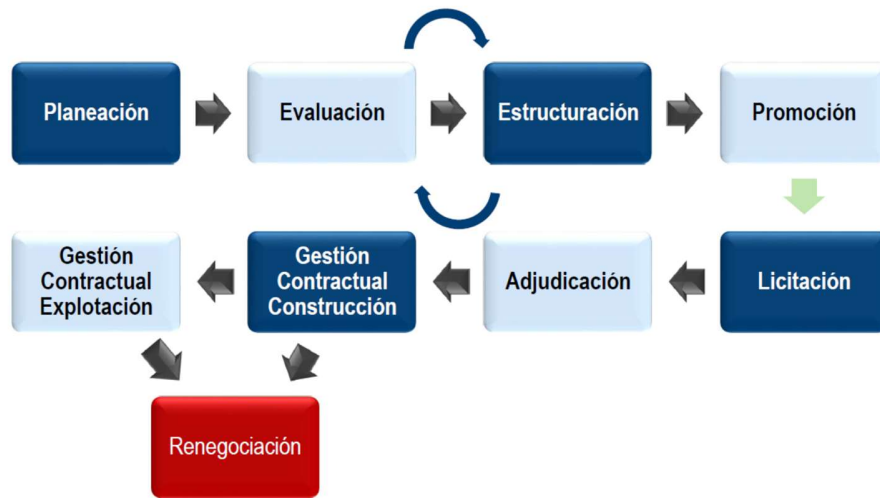 Planeación
Evaluación
Estructuración
Promoción
Gestión
Contractual
Explotación
Gestión
Contractual
Construcción
Adjudicación
Licitación
Renegociación